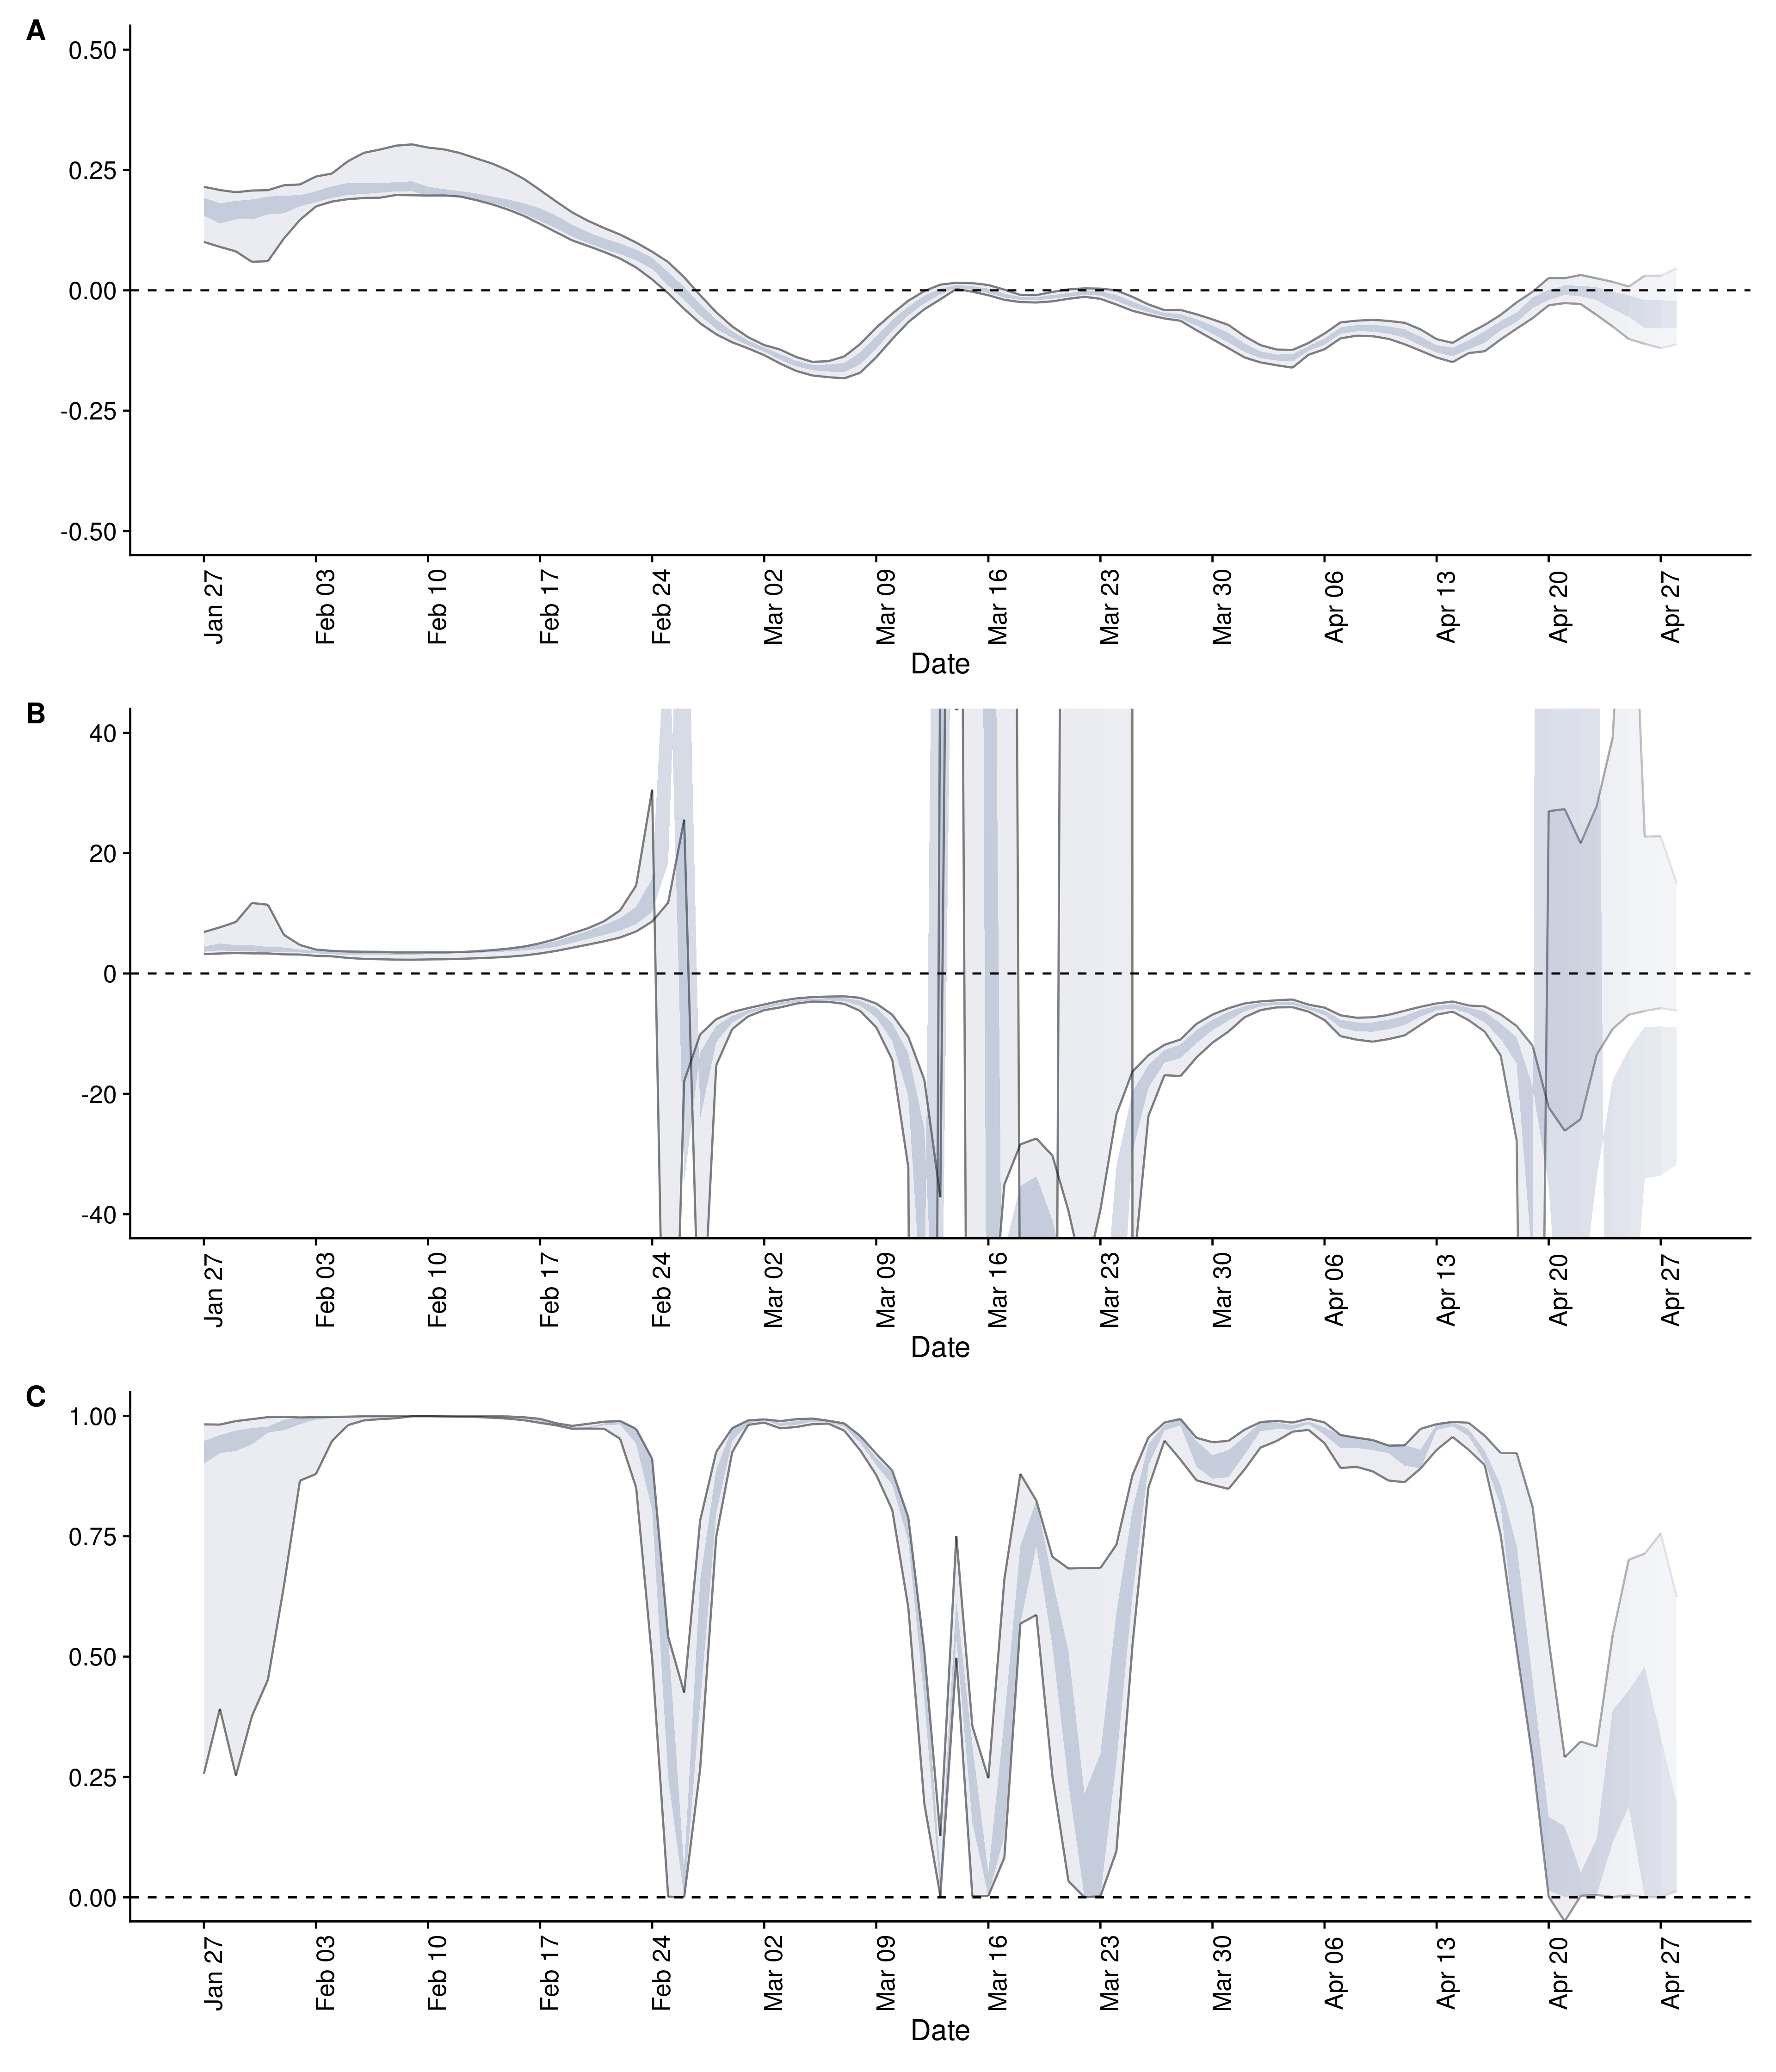 A
0.50
0.25
0.00
-0.25
-0.50
Jan 27
Feb 03
Feb 10
Feb 17
Feb 24
Mar 02
Mar 09
Mar 16
Mar 23
Mar 30
Apr 06
Apr 13
Apr 20
Apr 27
Date
B
40
20
0
-20
-40
Jan 27
Feb 03
Feb 10
Feb 17
Feb 24
Mar 02
Mar 09
Mar 16
Mar 23
Mar 30
Apr 06
Apr 13
Apr 20
Apr 27
Date
C
1.00
0.75
0.50
0.25
0.00
Jan 27
Feb 03
Feb 10
Feb 17
Feb 24
Mar 02
Mar 09
Mar 16
Mar 23
Mar 30
Apr 06
Apr 13
Apr 20
Apr 27
Date